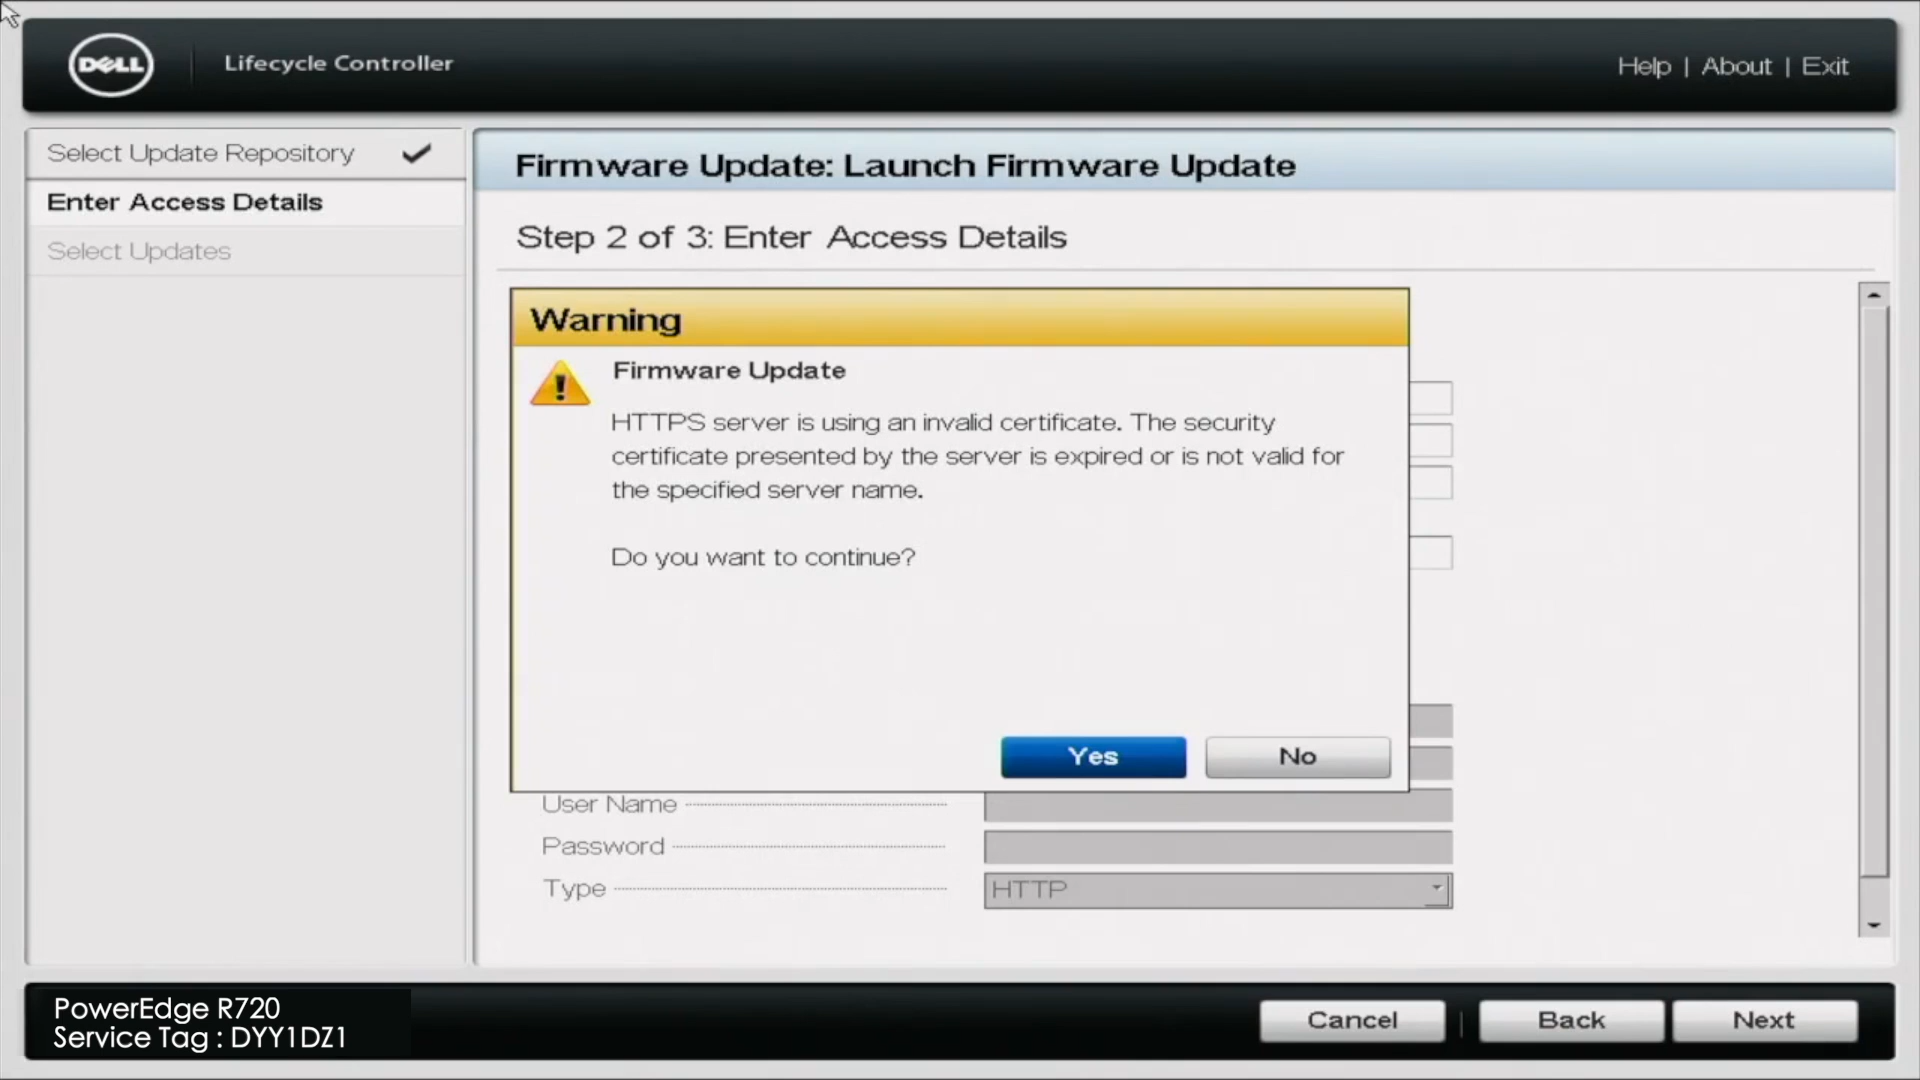 DELL
Lifecycle Controller
Help | About | Exit
Select Update Repository
Enter Access Details
Select Updates
Firmware Update: Launch Firmware Update
Step 2 of 3: Enter Access Details
Warning
Firmware Update
HTTPS server is using an invalid certificate. The security
certificate presented by the server is expired or is not valid for
the specified server name.
Do you want to continue?
Yes
No
User Name
Password
Type
HTTP
PowerEdge R720
Service Tag : DYY1DZ1
Cancel
Back
Next